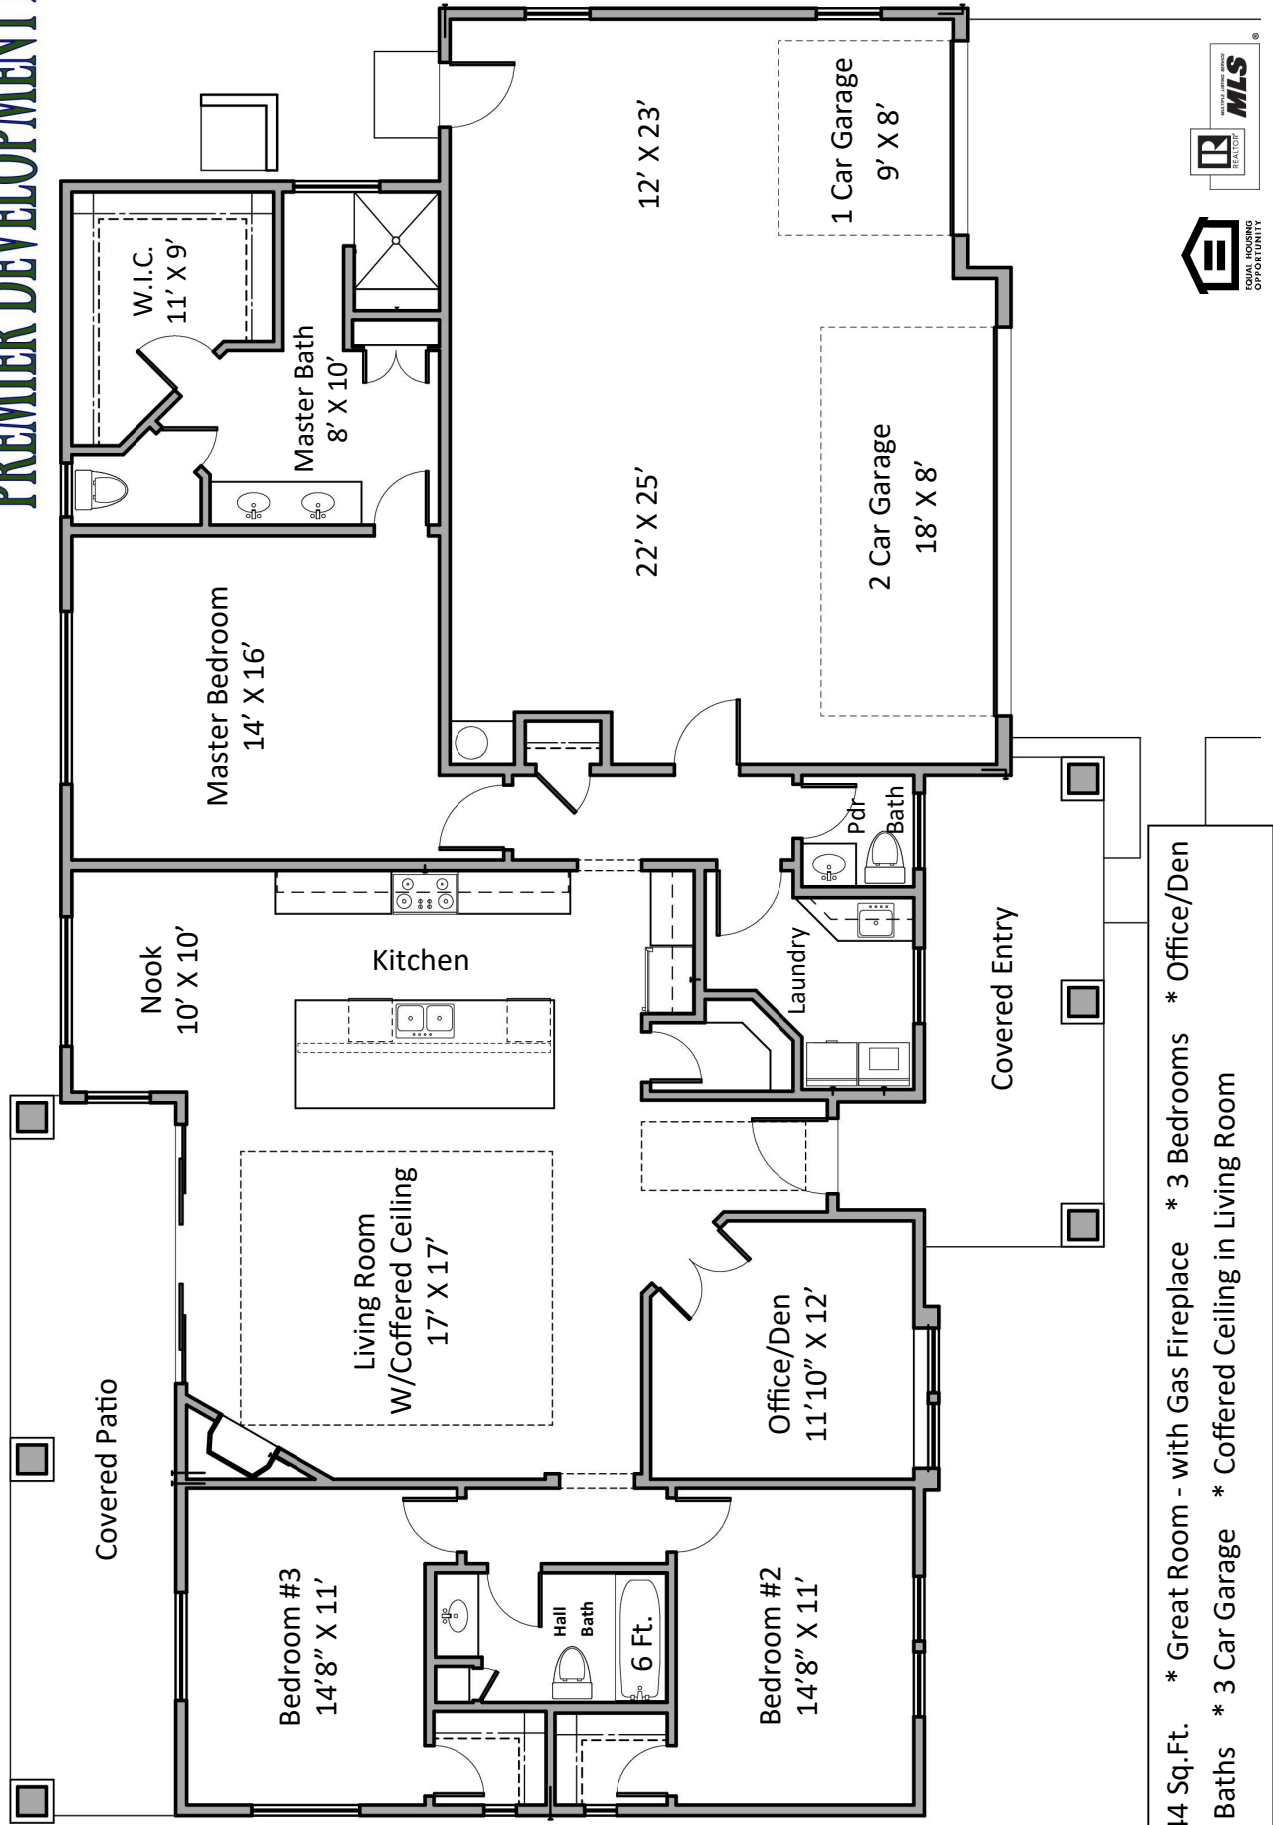 PREMIER DEVELOPMENT
Covered Patio
Nook
10' X 10'
Master Bedroom
14' X 16'
W.I.C.
11' X 9'
Master Bath
8' X 10'
Bedroom #3
14'8" X 11'
Living Room
W/Coffered Ceiling
17' X 17'
Kitchen
Hall
Bath
6 Ft.
Bedroom #2
14'8" X 11'
Office/Den
11'10" X 12'
Laundry
Pdr
Bath
22' X 25'
12' X 23'
2 Car Garage
18' X 8'
1 Car Garage
9' X 8'
Covered Entry
44 Sq.Ft. * Great Room - with Gas Fireplace * 3 Bedrooms * Office/Den
Baths * 3 Car Garage * Coffered Ceiling in Living Room
EQUAL HOUSING
OPPORTUNITY
R
REALTOR®
MULTIPLE LISTING SERVICE
MLS ®